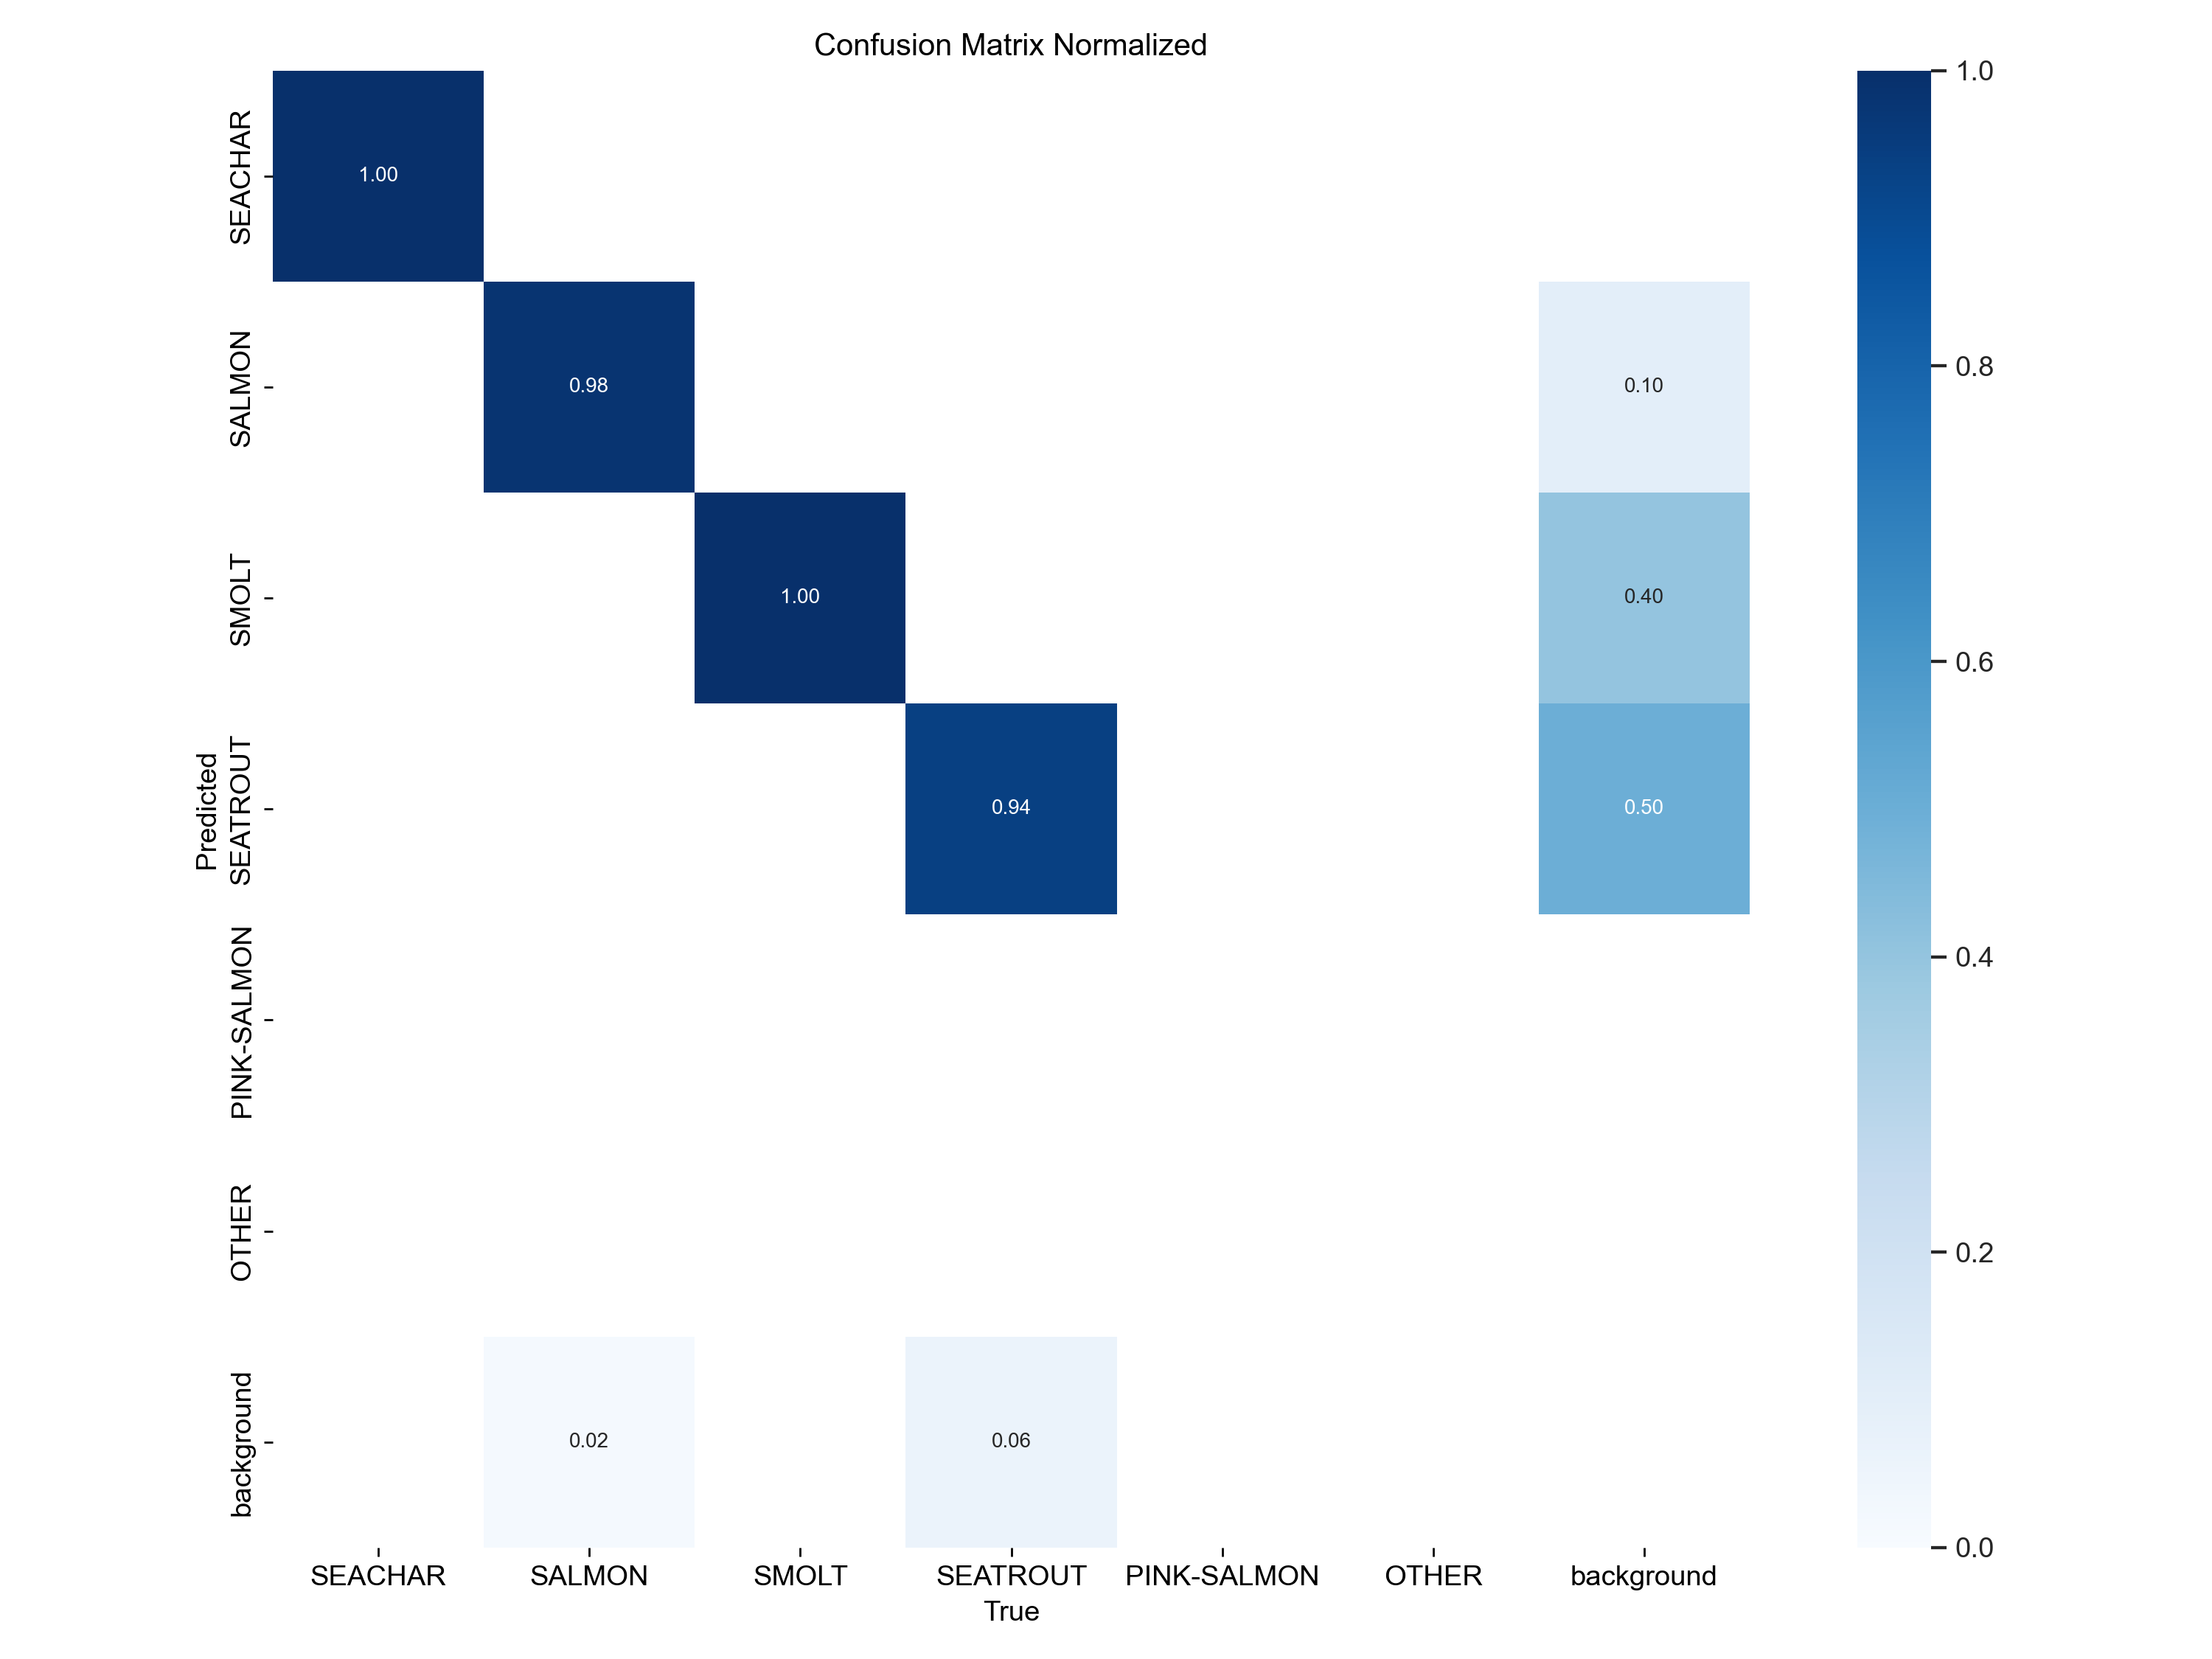 Confusion Matrix Normalized
SEACHAR
SALMON
SMOLT
SEATROUT
PINK-SALMON
OTHER
background
Predicted
1.00
0.98
0.10
1.00
0.40
0.94
0.50
0.02
0.06
SEACHAR SALMON SMOLT SEATROUT PINK-SALMON OTHER background
True
1.0
0.8
0.6
0.4
0.2
0.0